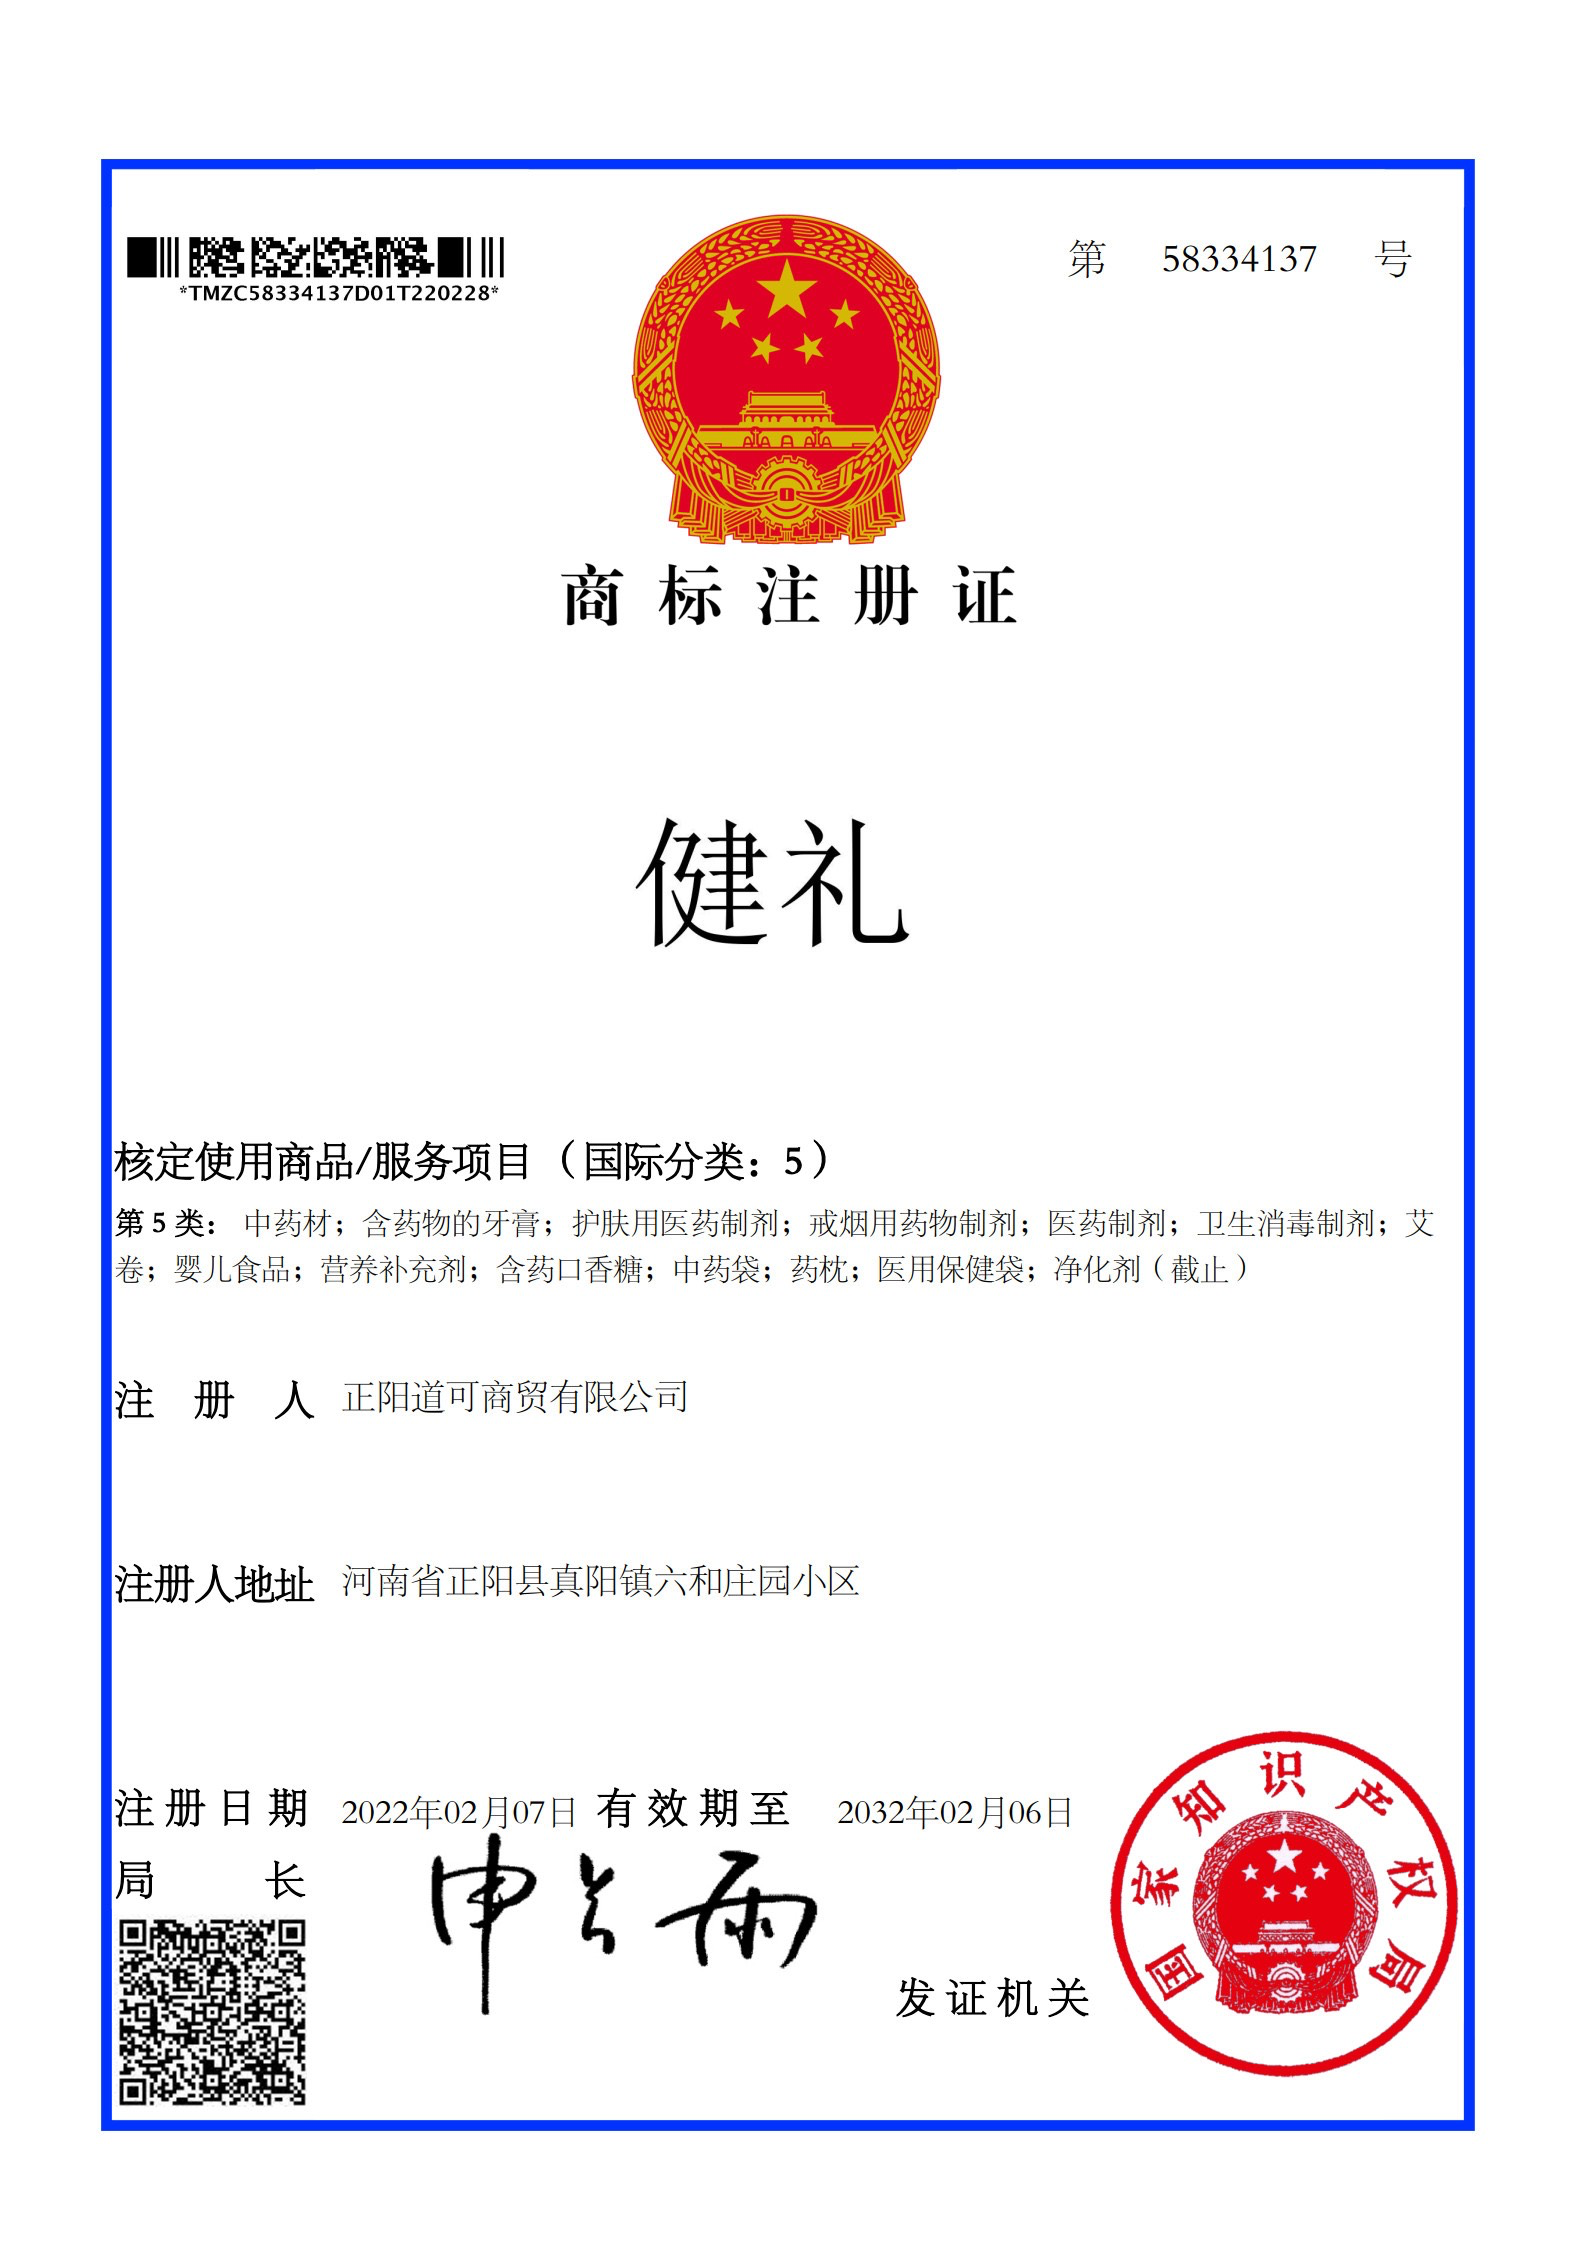 *TMZC58334137D01T220228*
第 58334137 号
商标注册证
健礼
核定使用商品/服务项目（国际分类：5）
第5类： 中药材；含药物的牙膏；护肤用医药制剂；戒烟用药物制剂；医药制剂；卫生消毒制剂；艾
卷；婴儿食品；营养补充剂；含药口香糖；中药袋；药枕；医用保健袋；净化剂（截止）
注 册 人 正阳道可商贸有限公司
注册人地址 河南省正阳县真阳镇六和庄园小区
注册日期 2022年02月07日 有效期至 2032年02月06日
局 长 申长雨
发证机关
国家知识产权局